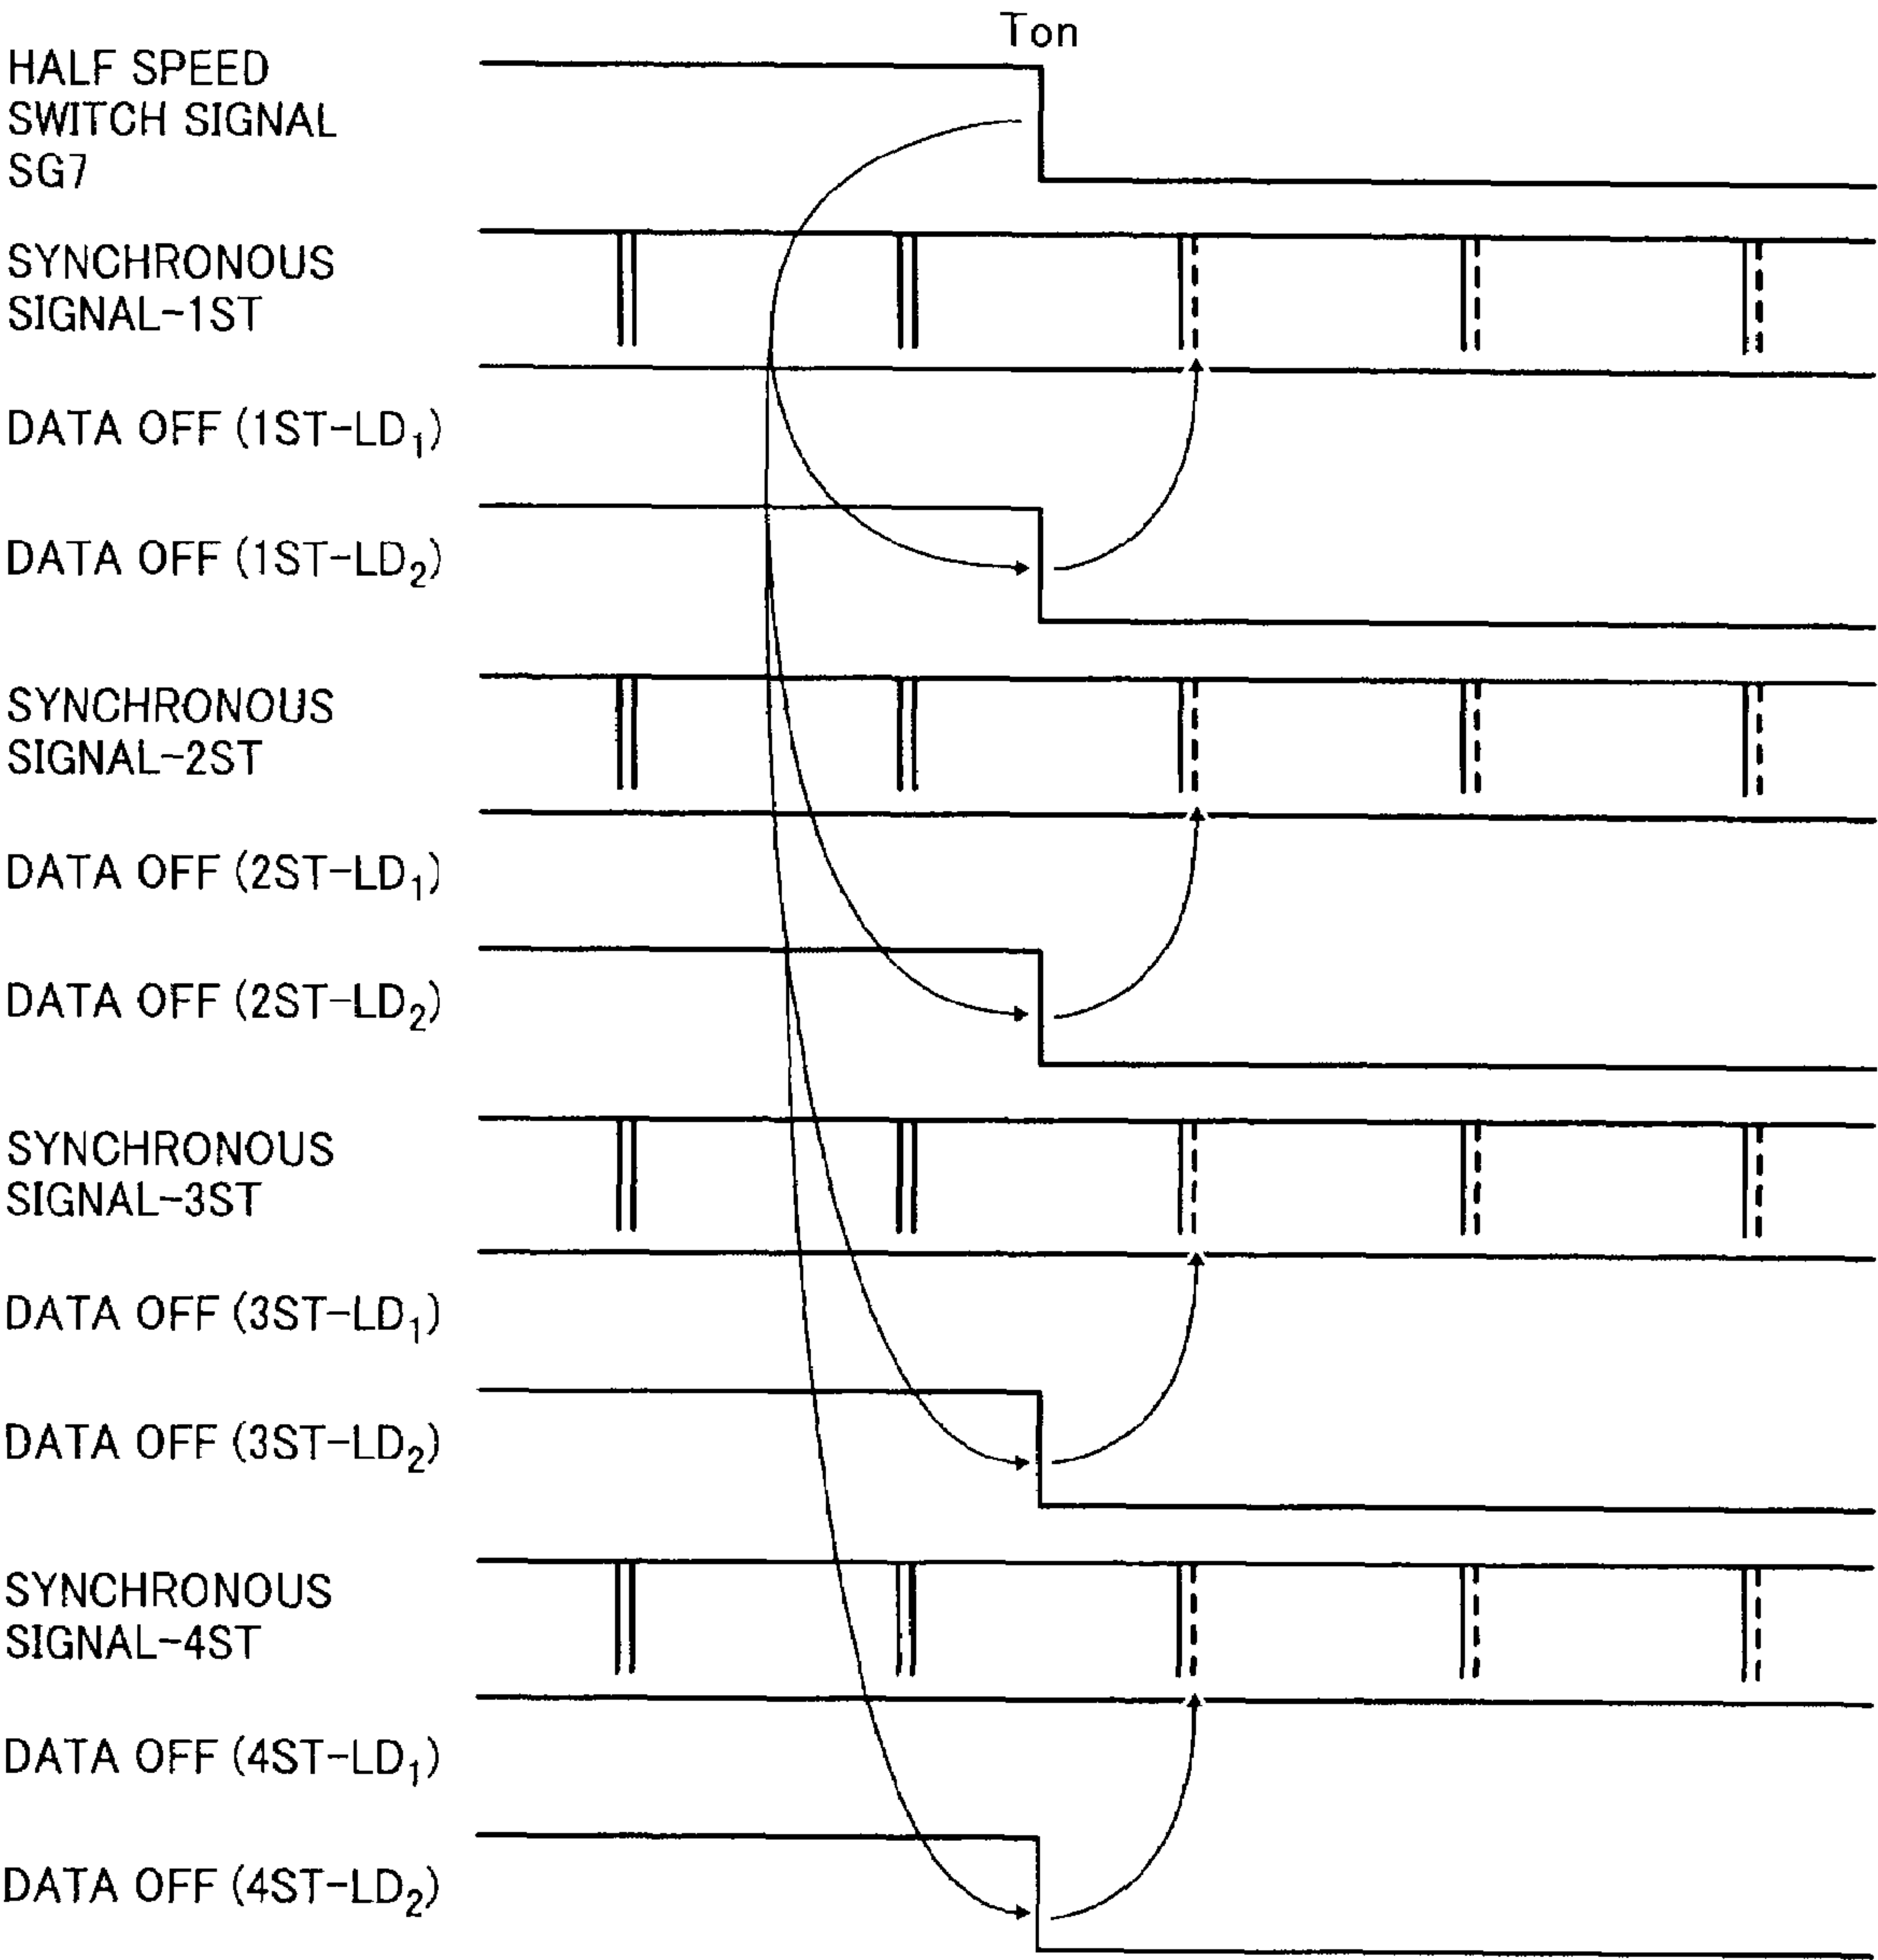 Ton
HALF SPEED
SWITCH SIGNAL
SG7
SYNCHRONOUS
SIGNAL-1ST
DATA OFF (1ST-LD₁)
DATA OFF (1ST-LD₂)
SYNCHRONOUS
SIGNAL-2ST
DATA OFF (2ST-LD₁)
DATA OFF (2ST-LD₂)
SYNCHRONOUS
SIGNAL-3ST
DATA OFF (3ST-LD₁)
DATA OFF (3ST-LD₂)
SYNCHRONOUS
SIGNAL-4ST
DATA OFF (4ST-LD₁)
DATA OFF (4ST-LD₂)